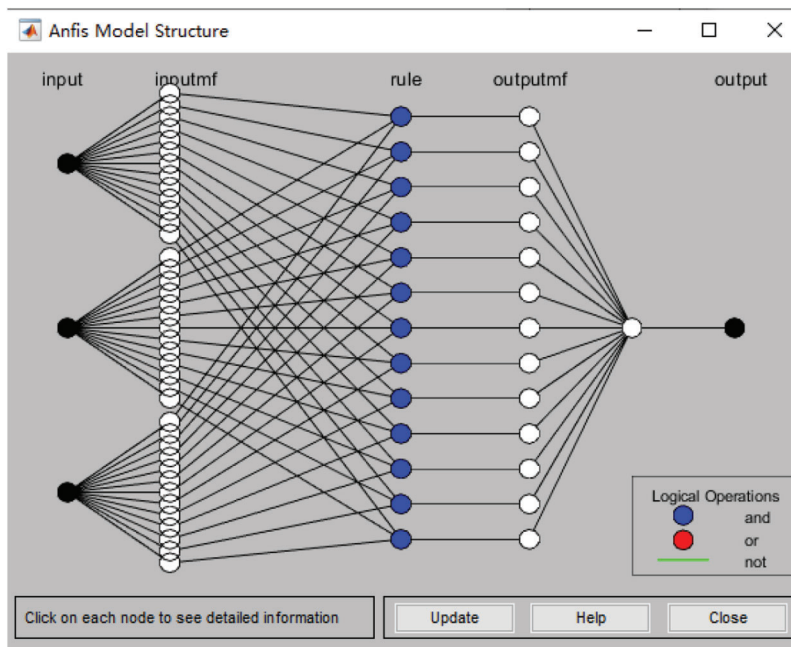 Anfis Model Structure
input inputmf rule outputmf output
Logical Operations
and
or
not
Click on each node to see detailed information Update Help Close